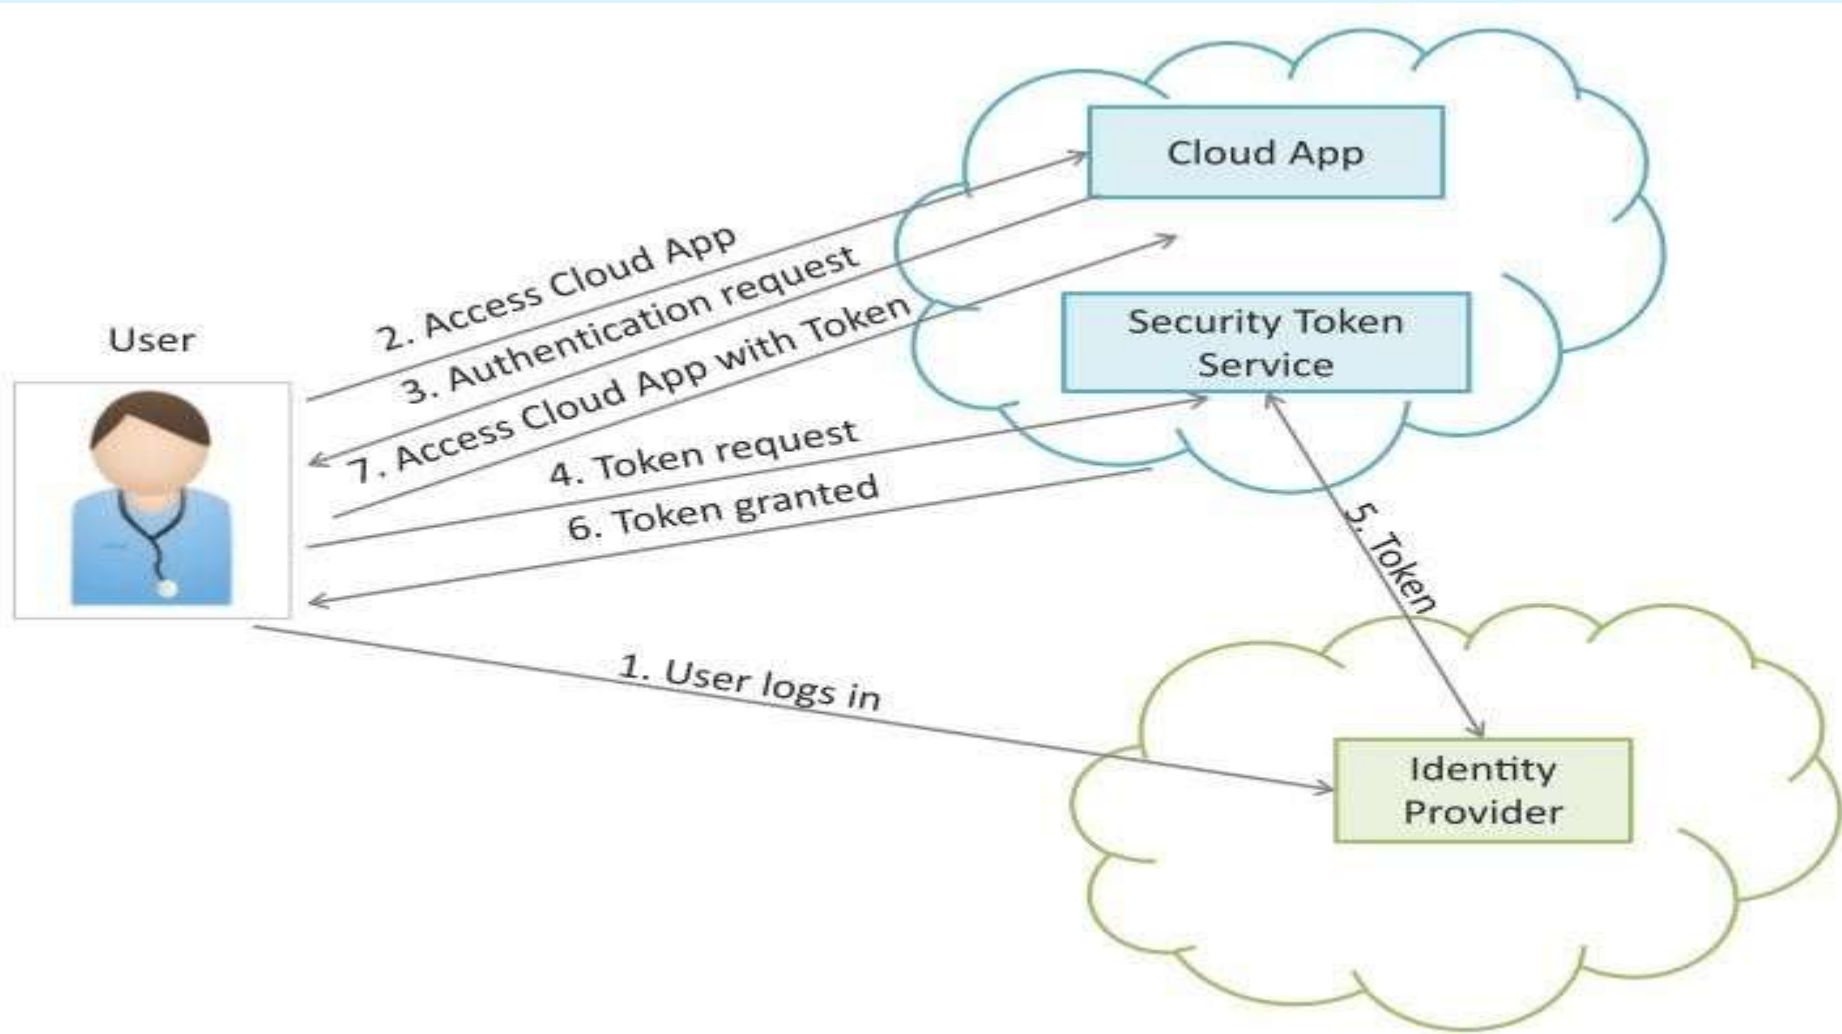 Cloud App
2. Access Cloud App
3. Authentication request
7. Access Cloud App with Token
User
Security Token
Service
4. Token request
6. Token granted
5. Token
1. User logs in
Identity
Provider